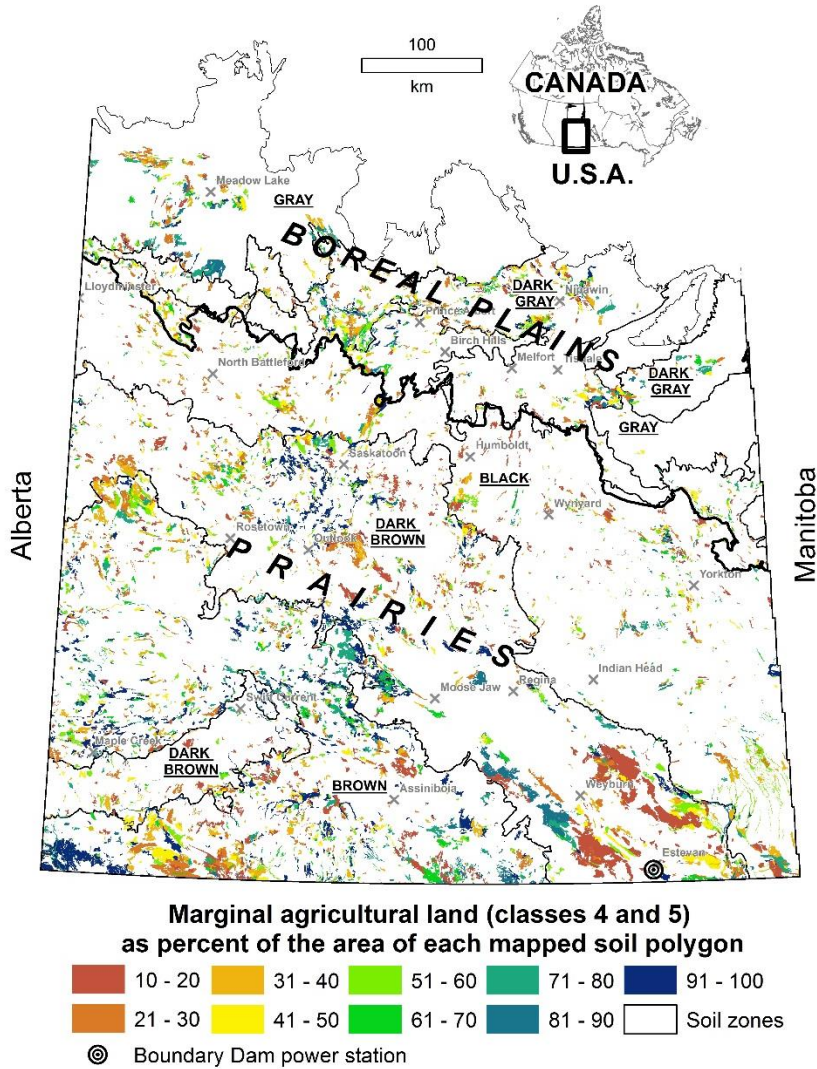 100
km
CANADA
U.S.A.
Meadow Lake
GRAY
BOREAL PLAINS
Lloydminster
DARK
GRAY
Nipawin
Prince Albert
Birch Hills
North Battleford
Melfort
Tisdale
DARK
GRAY
GRAY
Humboldt
Saskatoon
BLACK
Wynyard
Alberta
Manitoba
Rosetown
Outlook
DARK
BROWN
PRAIRIES
Yorkton
Indian Head
Moose Jaw
Regina
Swift Current
Maple Creek
DARK
BROWN
BROWN
Assiniboia
Weyburn
Estevan
Marginal agricultural land (classes 4 and 5)
as percent of the area of each mapped soil polygon
10 - 20
31 - 40
51 - 60
71 - 80
91 - 100
21 - 30
41 - 50
61 - 70
81 - 90
Soil zones
Boundary Dam power station